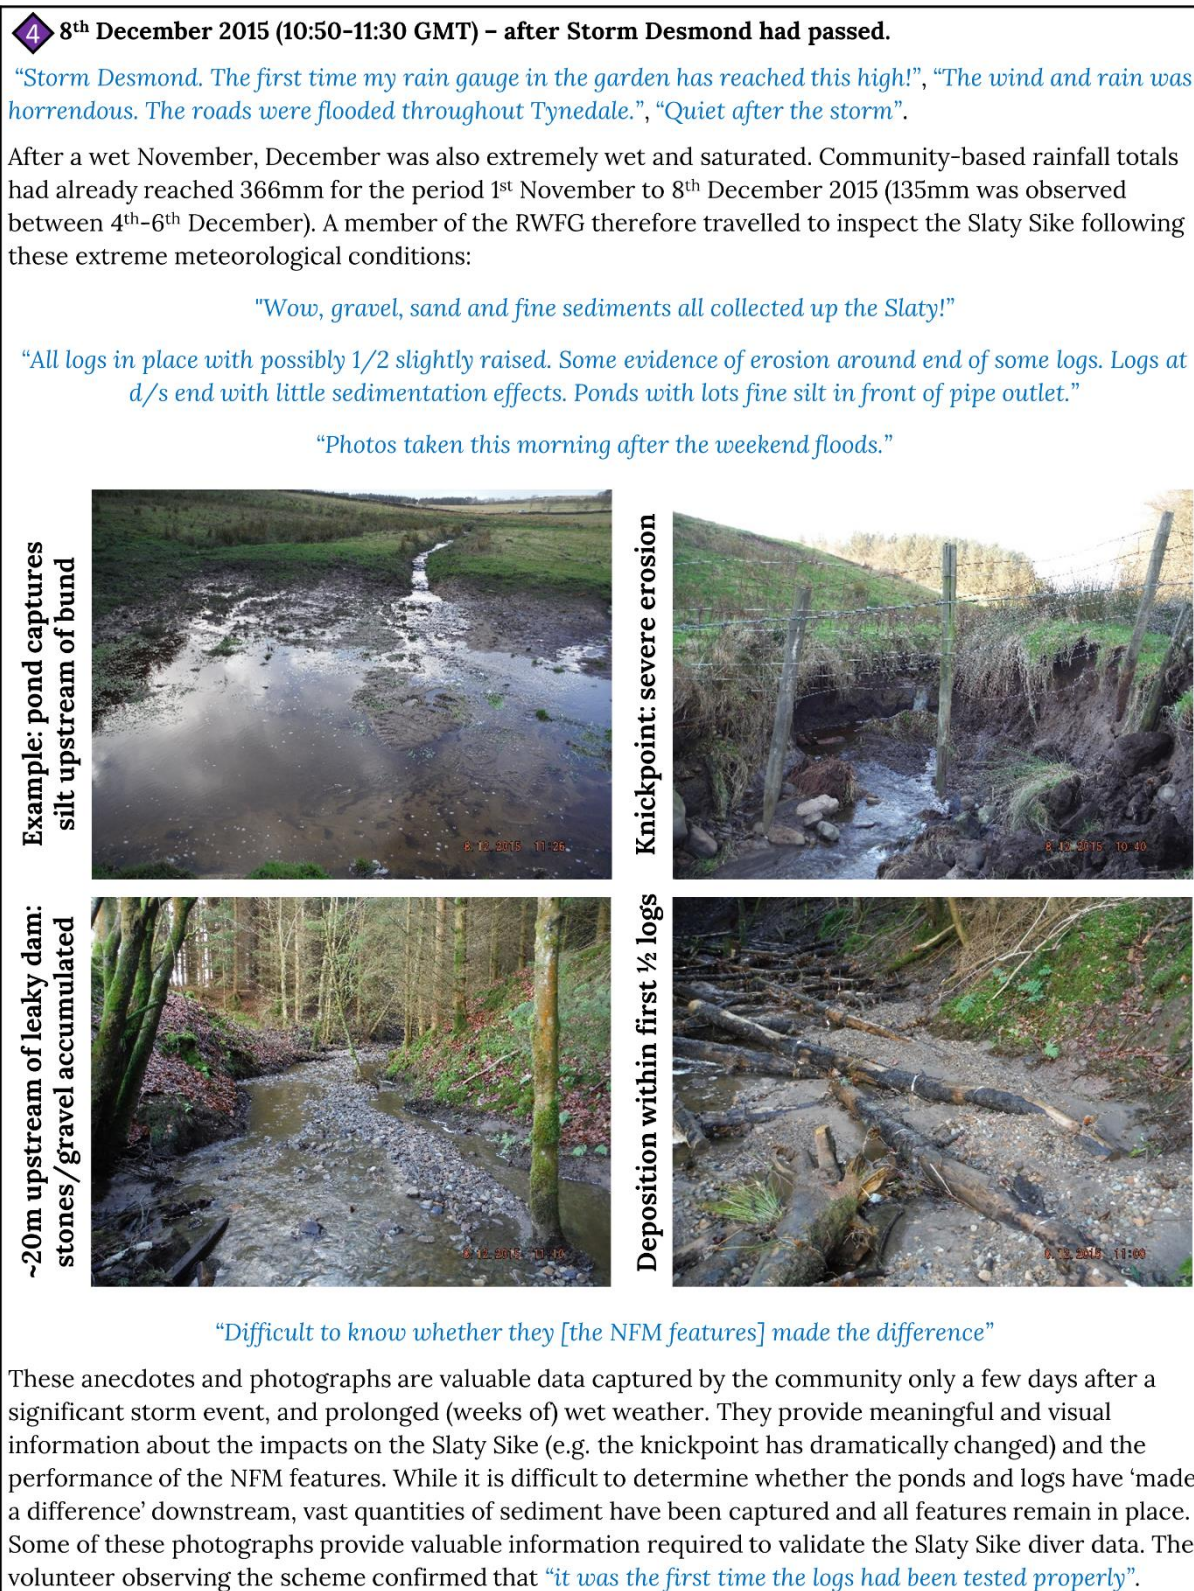 4 8th December 2015 (10:50-11:30 GMT) – after Storm Desmond had passed.
“Storm Desmond. The first time my rain gauge in the garden has reached this high!”, “The wind and rain was
horrendous. The roads were flooded throughout Tynedale.”, “Quiet after the storm”.
After a wet November, December was also extremely wet and saturated. Community-based rainfall totals
had already reached 366mm for the period 1st November to 8th December 2015 (135mm was observed
between 4th-6th December). A member of the RWFG therefore travelled to inspect the Slaty Sike following
these extreme meteorological conditions:
"Wow, gravel, sand and fine sediments all collected up the Slaty!”
“All logs in place with possibly 1/2 slightly raised. Some evidence of erosion around end of some logs. Logs at
d/s end with little sedimentation effects. Ponds with lots fine silt in front of pipe outlet.”
“Photos taken this morning after the weekend floods.”
Example: pond captures
silt upstream of bund
8.12.2015 11:26
Knickpoint: severe erosion
8.12.2015 10:40
~20m upstream of leaky dam:
stones/gravel accumulated
8.12.2015
Deposition within first ½ logs
8.12.2015 11:00
“Difficult to know whether they [the NFM features] made the difference”
These anecdotes and photographs are valuable data captured by the community only a few days after a
significant storm event, and prolonged (weeks of) wet weather. They provide meaningful and visual
information about the impacts on the Slaty Sike (e.g. the knickpoint has dramatically changed) and the
performance of the NFM features. While it is difficult to determine whether the ponds and logs have ‘made
a difference’ downstream, vast quantities of sediment have been captured and all features remain in place.
Some of these photographs provide valuable information required to validate the Slaty Sike diver data. The
volunteer observing the scheme confirmed that “it was the first time the logs had been tested properly”.